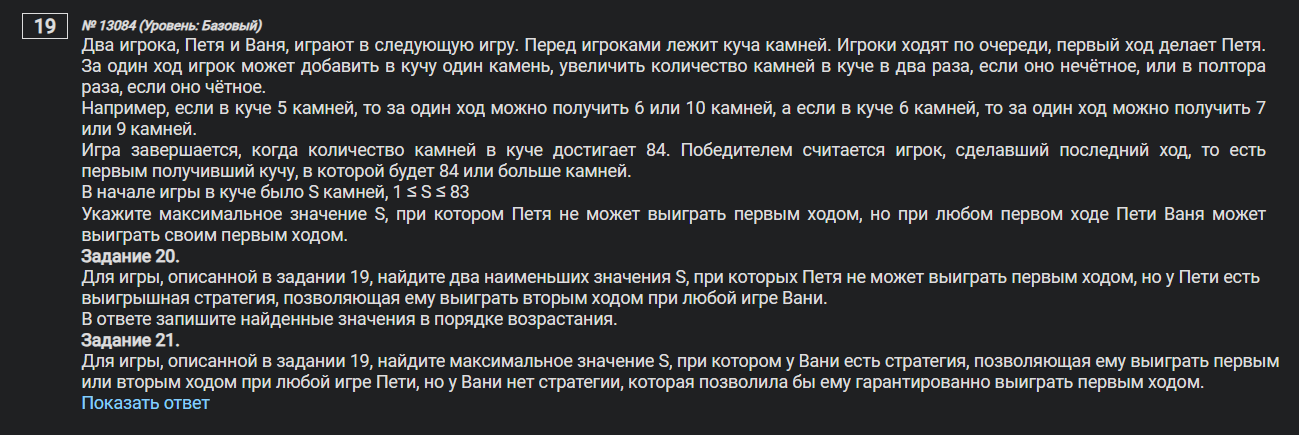 19
№ 13084 (Уровень: Базовый)
Два игрока, Петя и Ваня, играют в следующую игру. Перед игроками лежит куча камней. Игроки ходят по очереди, первый ход делает Петя.
За один ход игрок может добавить в кучу один камень, увеличить количество камней в куче в два раза, если оно нечётное, или в полтора
раза, если оно чётное.
Например, если в куче 5 камней, то за один ход можно получить 6 или 10 камней, а если в куче 6 камней, то за один ход можно получить 7
или 9 камней.
Игра завершается, когда количество камней в куче достигает 84. Победителем считается игрок, сделавший последний ход, то есть
первым получивший кучу, в которой будет 84 или больше камней.
В начале игры в куче было S камней, 1 ≤ S ≤ 83
Укажите максимальное значение S, при котором Петя не может выиграть первым ходом, но при любом первом ходе Пети Ваня может
выиграть своим первым ходом.
Задание 20.
Для игры, описанной в задании 19, найдите два наименьших значения S, при которых Петя не может выиграть первым ходом, но у Пети есть
выигрышная стратегия, позволяющая ему выиграть вторым ходом при любой игре Вани.
В ответе запишите найденные значения в порядке возрастания.
Задание 21.
Для игры, описанной в задании 19, найдите максимальное значение S, при котором у Вани есть стратегия, позволяющая ему выиграть первым
или вторым ходом при любой игре Пети, но у Вани нет стратегии, которая позволила бы ему гарантированно выиграть первым ходом.
Показать ответ